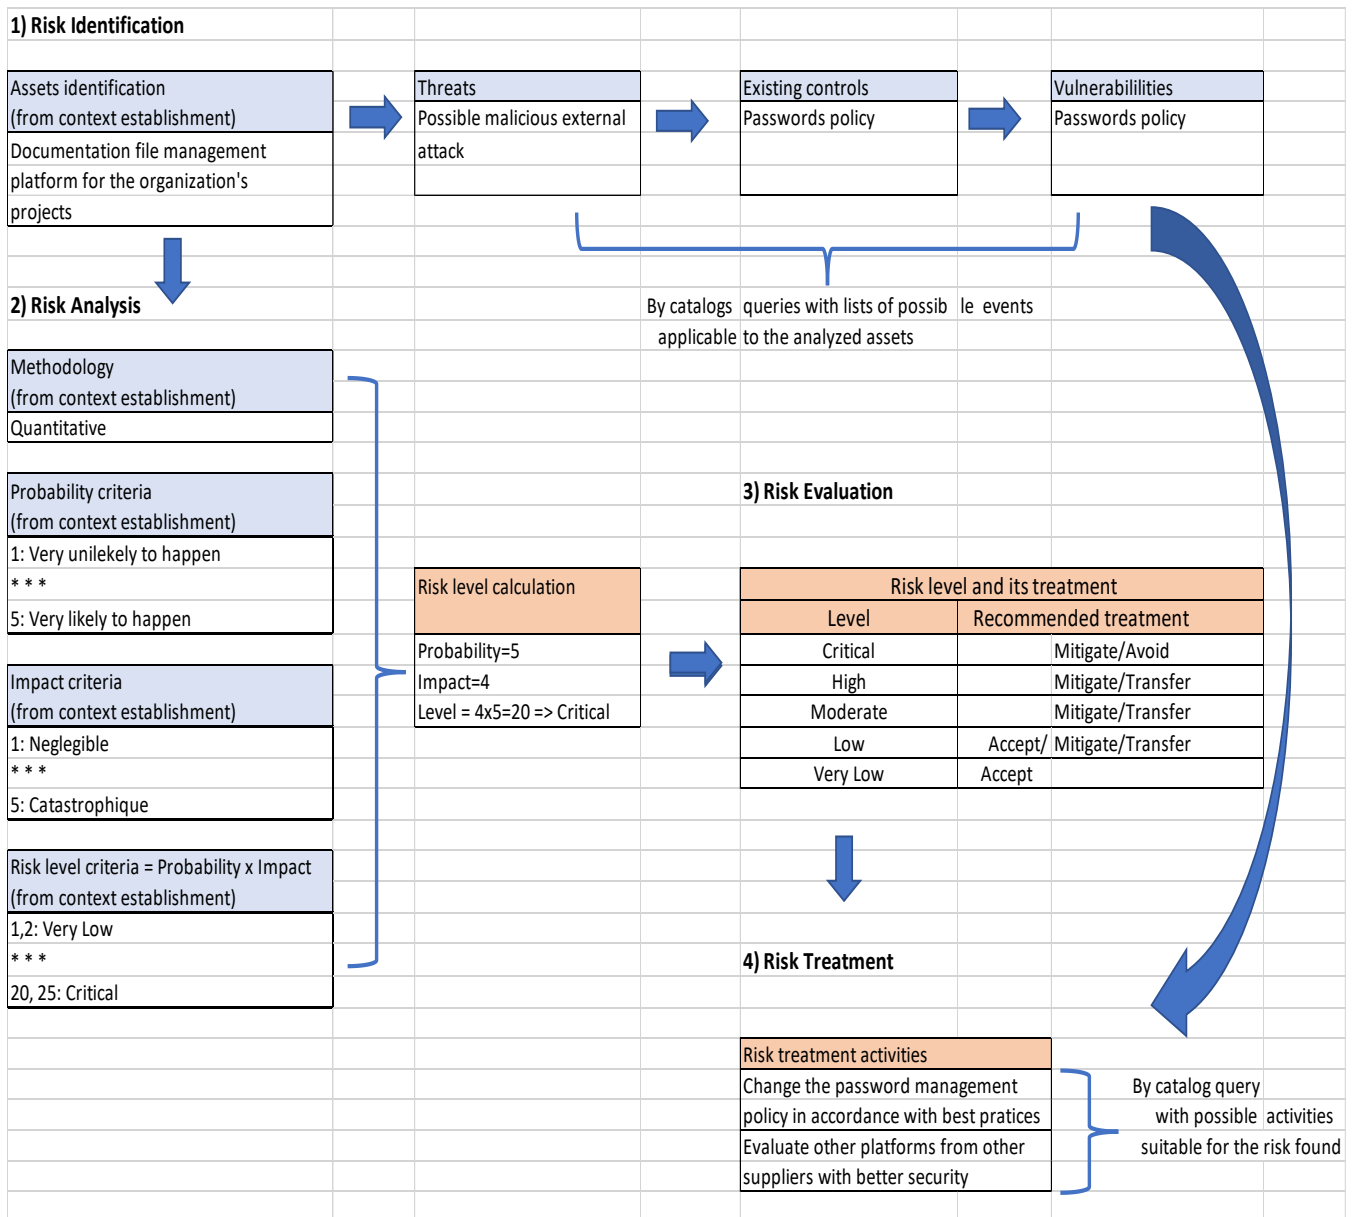 1) Risk Identification
Assets identification
(from context establishment)
Documentation file management
platform for the organization's
projects
Threats
Possible malicious external
attack
Existing controls
Passwords policy
Vulnerabililities
Passwords policy
By catalogs queries with lists of possib le events
applicable to the analyzed assets
2) Risk Analysis
Methodology
(from context establishment)
Quantitative
Probability criteria
(from context establishment)
1: Very unilekely to happen
* * *
5: Very likely to happen
Impact criteria
(from context establishment)
1: Neglegible
* * *
5: Catastrophique
Risk level criteria = Probability x Impact
(from context establishment)
1,2: Very Low
* * *
20, 25: Critical
Risk level calculation
Probability=5
Impact=4
Level = 4x5=20 => Critical
3) Risk Evaluation
Risk level and its treatment
Level Recommended treatment
Critical Mitigate/Avoid
High Mitigate/Transfer
Moderate Mitigate/Transfer
Low Accept/ Mitigate/Transfer
Very Low Accept
4) Risk Treatment
Risk treatment activities
Change the password management
policy in accordance with best pratices
Evaluate other platforms from other
suppliers with better security
By catalog query
with possible activities
suitable for the risk found